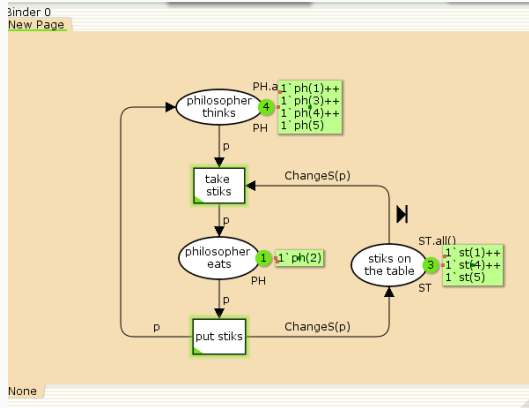 Binder 0
New Page
PH.a
1`ph(1)++
1`ph(3)++
1`ph(4)++
1`ph(5)
philosopher
thinks
4
PH
p
take
stiks
ChangeS(p)
p
philosopher
eats
1
1`ph(2)
PH
ST.all()
stiks on
the table
3
1`st(1)++
1`st(4)++
1`st(5)
ST
p
p
put stiks
ChangeS(p)
None